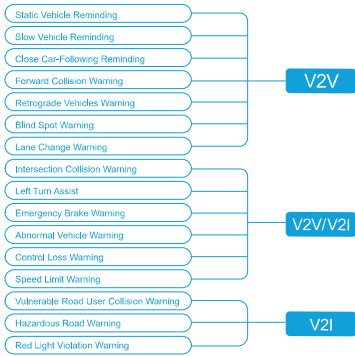 Static Vehicle Reminding
Slow Vehicle Reminding
Close Car-Following Reminding
Forward Collision Warning
Retrograde Vehicles Warning
Blind Spot Warning
Lane Change Warning
V2V
Intersection Collision Warning
Left Turn Assist
Emergency Brake Warning
Abnormal Vehicle Warning
Control Loss Warning
Speed Limit Warning
V2V/V2I
Vulnerable Road User Collision Warning
Hazardous Road Warning
Red Light Violation Warning
V2I